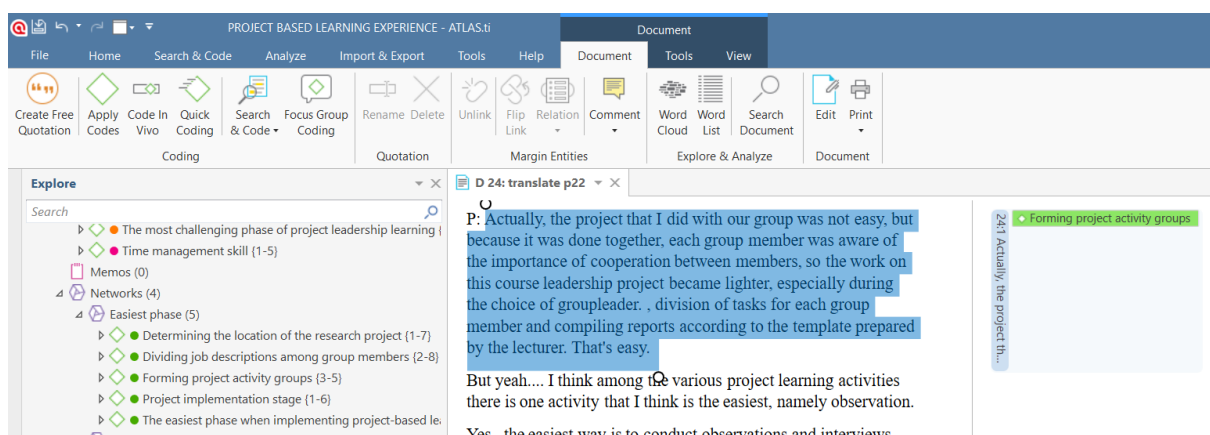 PROJECT BASED LEARNING EXPERIENCE - ATLAS.ti
Document
File Home Search & Code Analyze Import & Export Tools Help Document Tools View
Create Free Quotation
Apply Codes
Code In Vivo
Quick Coding
Search & Code
Focus Group Coding
Rename Delete
Unlink
Flip Link
Relation
Comment
Word Cloud
Word List
Search Document
Edit Print
Coding Quotation Margin Entities Explore & Analyze Document
Explore
Search
The most challenging phase of project leadership learning {
Time management skill {1-5}
Memos (0)
Networks (4)
Easiest phase (5)
Determining the location of the research project {1-7}
Dividing job descriptions among group members {2-8}
Forming project activity groups {3-5}
Project implementation stage {1-6}
The easiest phase when implementing project-based le
D 24: translate p22
P: Actually, the project that I did with our group was not easy, but
because it was done together, each group member was aware of
the importance of cooperation between members, so the work on
this course leadership project became lighter, especially during
the choice of groupleader. , division of tasks for each group
member and compiling reports according to the template prepared
by the lecturer. That's easy.
But yeah.... I think among the various project learning activities
there is one activity that I think is the easiest, namely observation.
Yes, the easiest way is to conduct observations and interviews
24:1 Actually, the project th...
Forming project activity groups